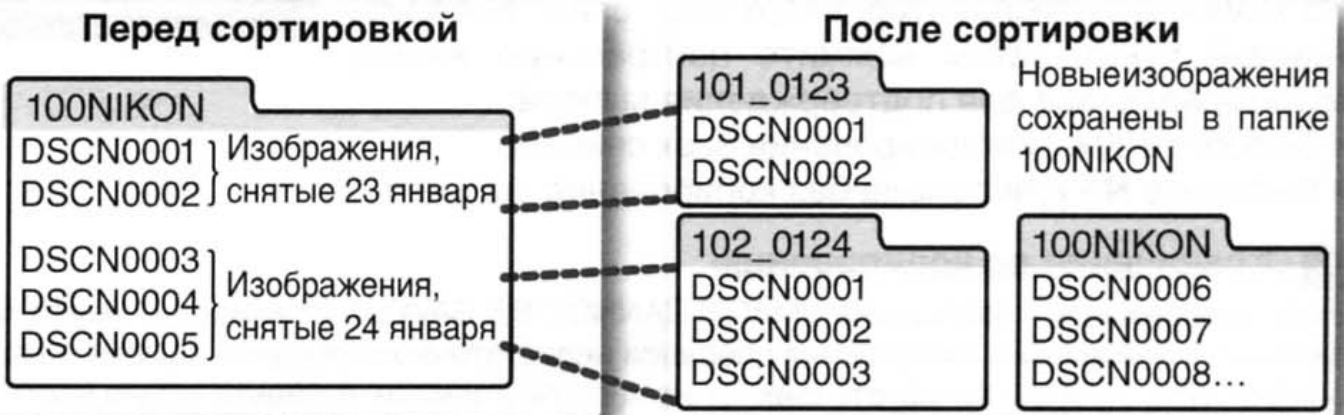 Перед сортировкой
100NIKON
DSCN0001
DSCN0002
Изображения,
снятые 23 января
DSCN0003
DSCN0004
DSCN0005
Изображения,
снятые 24 января
После сортировки
101_0123
DSCN0001
DSCN0002
Новыеизображения
сохранены в папке
100NIKON
102_0124
DSCN0001
DSCN0002
DSCN0003
100NIKON
DSCN0006
DSCN0007
DSCN0008...